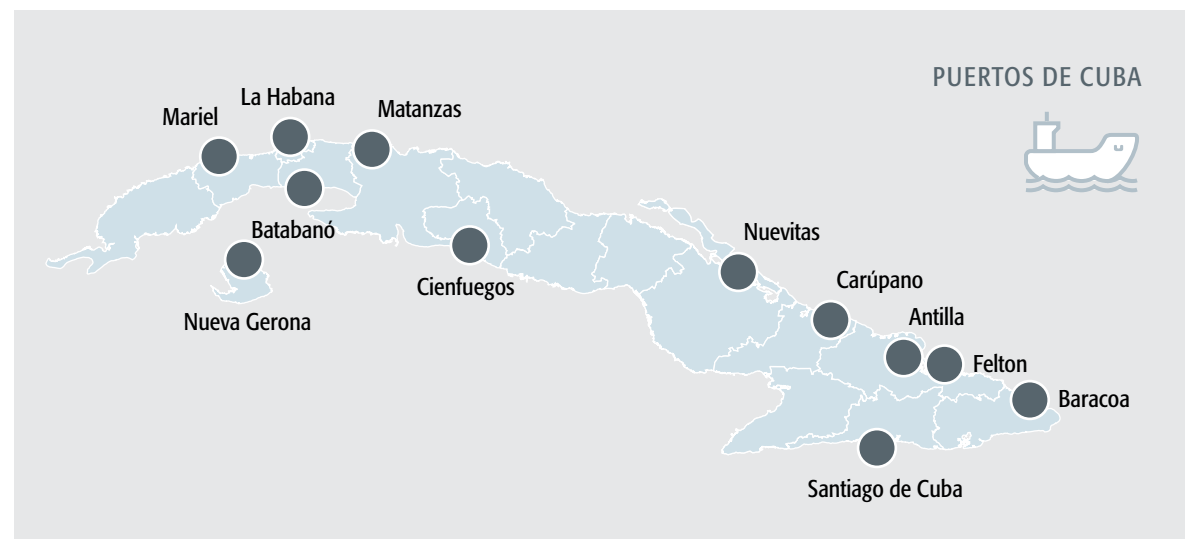 PUERTOS DE CUBA
La Habana
Mariel
Matanzas
Batabanó
Nuevitas
Cienfuegos
Carúpano
Nueva Gerona
Antilla
Felton
Baracoa
Santiago de Cuba